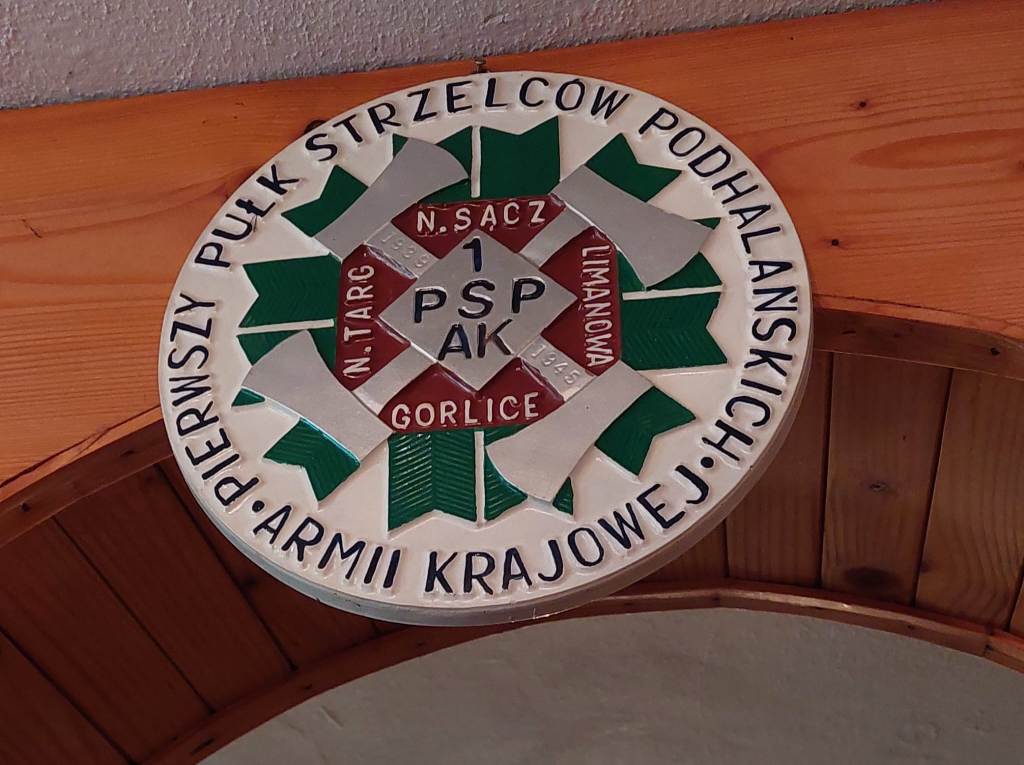 PIERWSZY PUŁK STRZELCÓW PODHALAŃSKICH
• ARMII KRAJOWEJ •
N. SĄCZ
1939
N. TARG
LIMANOWA
1
PSP
AK
1945
GORLICE